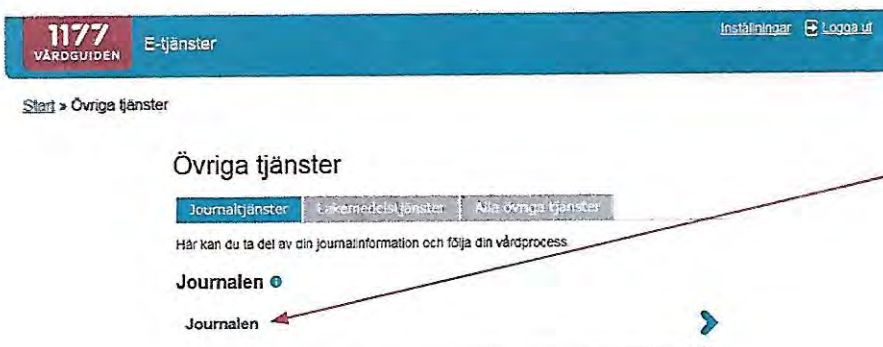 1177
VÅRDGUIDEN
E-tjänster
Inställningar Logga ut
Start » Övriga tjänster
Övriga tjänster
Journaltjänster Läkemedelstjänster Alla övriga tjänster
Här kan du ta del av din journalinformation och följa din vårdprocess.
Journalen
Journalen